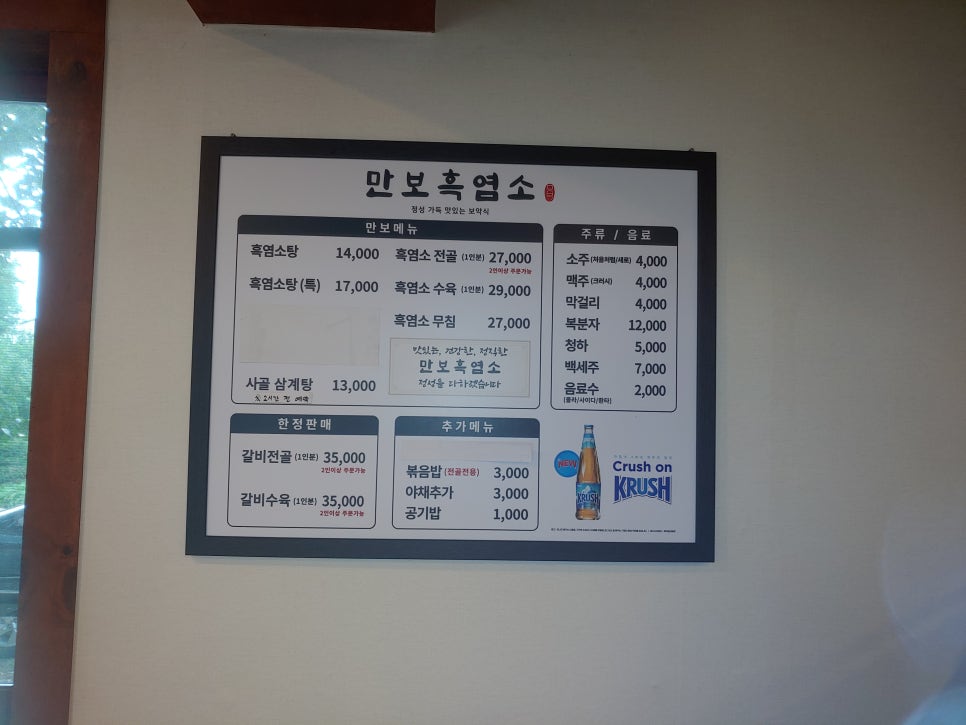 만보흑염소
정성 가득 맛있는 보약식
만보메뉴
흑염소탕 14,000
흑염소탕 (특) 17,000
사골 삼계탕 13,000
흑염소 전골 (1인분) 27,000
2인이상 주문가능
흑염소 수육 (1인분) 29,000
흑염소 무침 27,000
맛있는, 건강한, 정직한
만보흑염소
정성을 다하겠습니다
주류 / 음료
소주 (처음처럼/새로) 4,000
맥주 (크러시) 4,000
막걸리 4,000
복분자 12,000
청하 5,000
백세주 7,000
음료수 2,000
(콜라/사이다/환타)
한정판매
갈비전골 (1인분) 35,000
2인이상 주문가능
갈비수육 (1인분) 35,000
2인이상 주문가능
추가메뉴
볶음밥 (전골전용) 3,000
야채추가 3,000
공기밥 1,000
NEW
KRUSH
Crush on
KRUSH